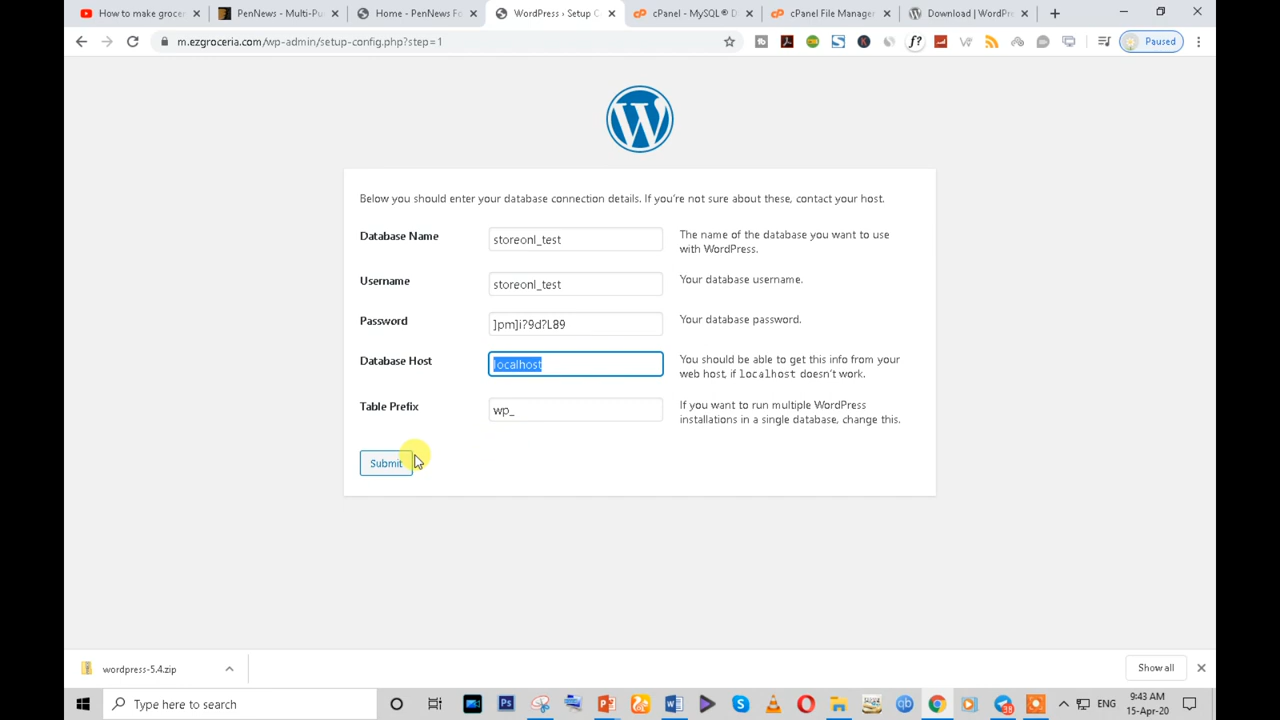 How to make grocer
PenNews - Multi-Pu
Home - PenNews Fo
WordPress › Setup C
cPanel - MySQL® D
cPanel File Manager
Download | WordPre
m.ezgroceria.com/wp-admin/setup-config.php?step=1
Paused
Below you should enter your database connection details. If you're not sure about these, contact your host.
Database Name
storeonl_test
The name of the database you want to use
with WordPress.
Username
storeonl_test
Your database username.
Password
]pm]i?9d?L89
Your database password.
Database Host
localhost
You should be able to get this info from your
web host, if localhost doesn't work.
Table Prefix
wp_
If you want to run multiple WordPress
installations in a single database, change this.
Submit
wordpress-5.4.zip
Show all
Type here to search
ENG
9:43 AM
15-Apr-20